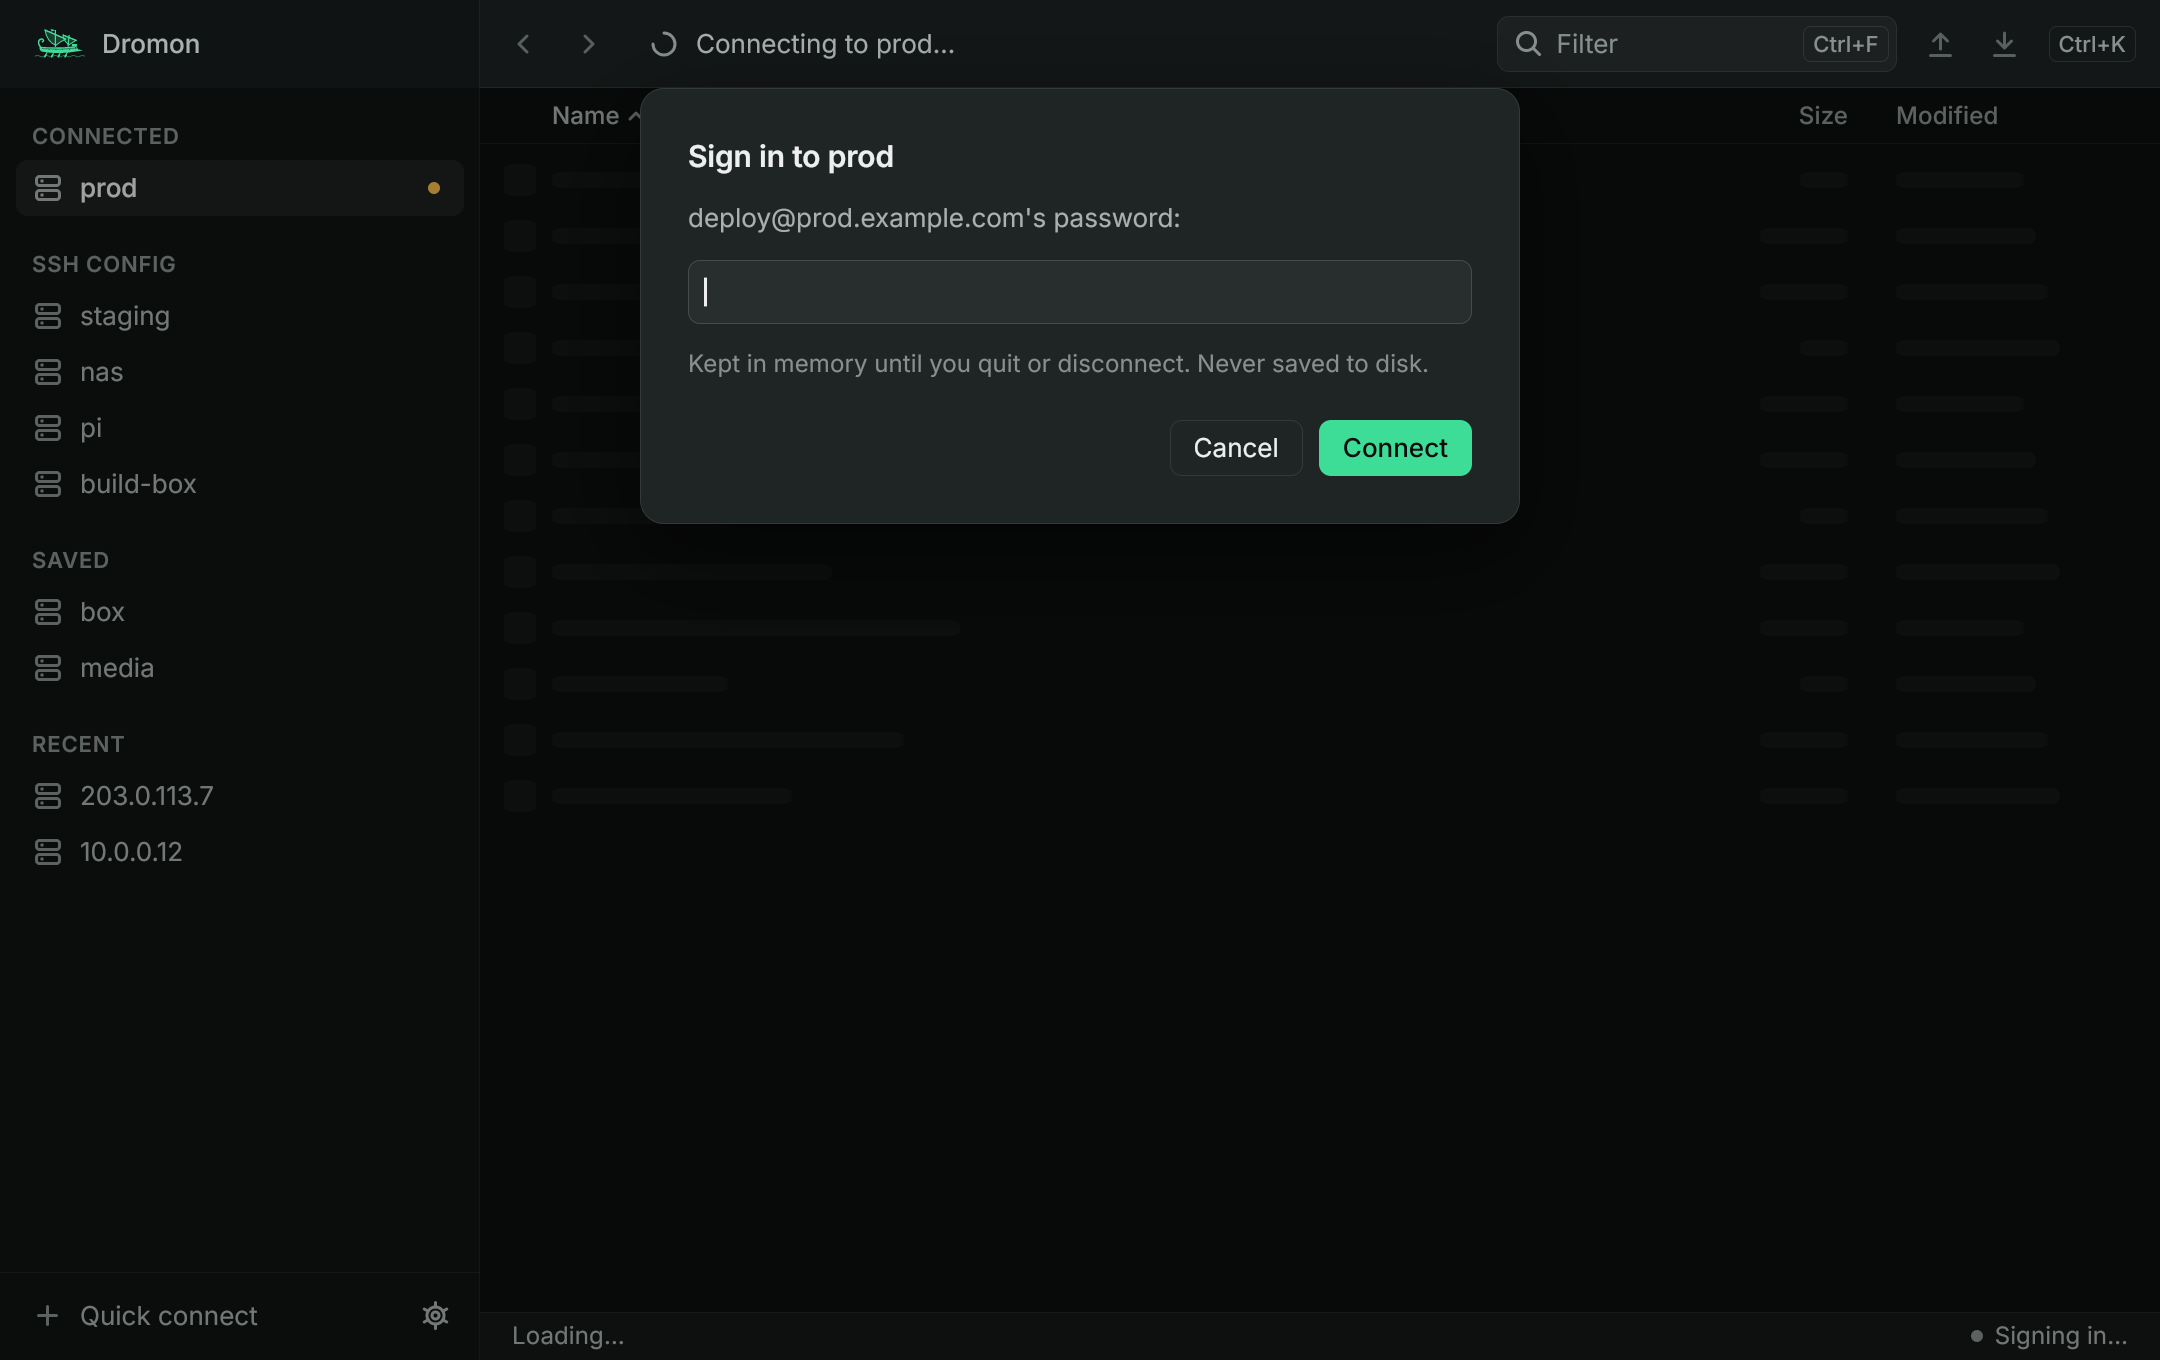 Dromon
Connecting to prod...
Filter
Ctrl+F
Ctrl+K
CONNECTED
prod
SSH CONFIG
staging
nas
pi
build-box
SAVED
box
media
RECENT
203.0.113.7
10.0.0.12
Quick connect
Name
Size
Modified
Sign in to prod
deploy@prod.example.com's password:
Kept in memory until you quit or disconnect. Never saved to disk.
Cancel
Connect
Loading...
Signing in...